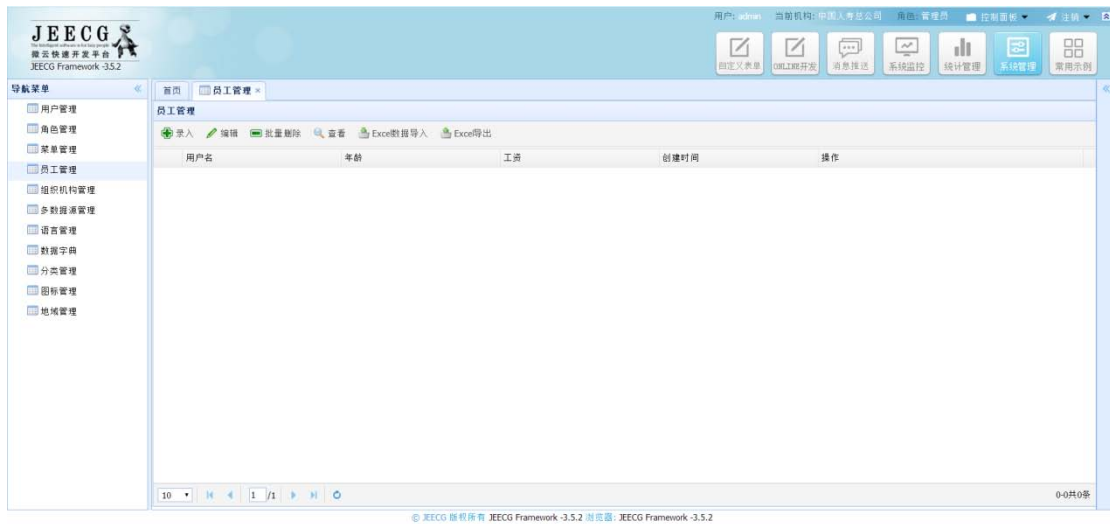 用户: admin 当前机构: 中国人寿总公司 角色: 管理员 控制面板 注销
JEECG
微云快速开发平台
JEECG Framework -3.5.2
自定义表单 ONLINE开发 消息推送 系统监控 统计管理 系统管理 常用示例
导航菜单
首页 员工管理 ×
用户管理
角色管理
菜单管理
员工管理
组织机构管理
多数据源管理
语言管理
数据字典
分类管理
图标管理
地域管理
员工管理
录入 编辑 批量删除 查看 Excel数据导入 Excel导出
用户名 年龄 工资 创建时间 操作
10 1 /1 0-0共0条
© JEECG 版权所有 JEECG Framework -3.5.2 浏览器: JEECG Framework -3.5.2